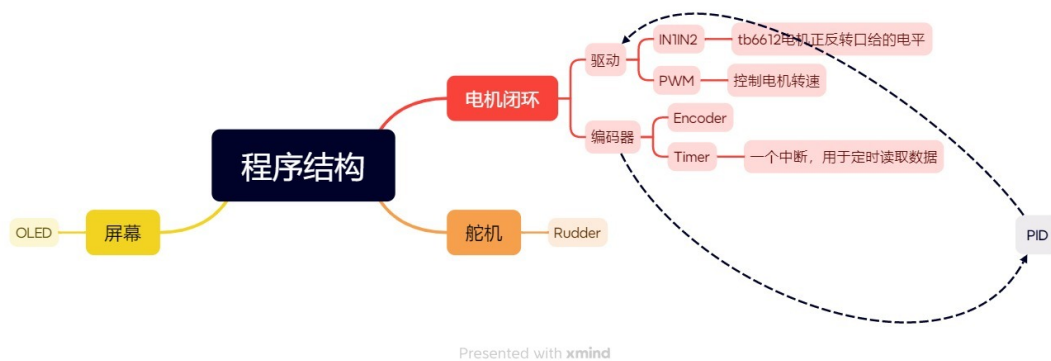 程序结构
电机闭环
驱动
IN1IN2
tb6612电机正反转口给的电平
PWM
控制电机转速
编码器
Encoder
Timer
一个中断，用于定时读取数据
PID
舵机
Rudder
屏幕
OLED
Presented with xmind